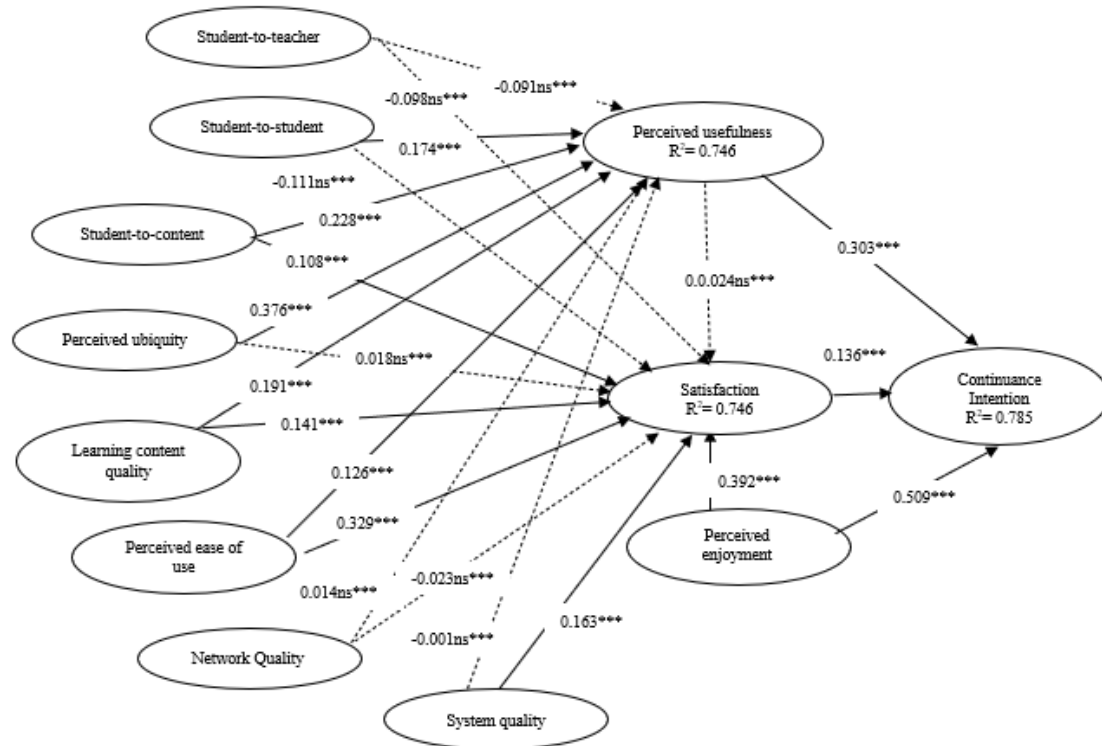 Student-to-teacher
-0.091ns***
-0.098ns***
Student-to-student
Perceived usefulness
R²= 0.746
0.174***
-0.111ns***
0.228***
Student-to-content
0.303***
0.108***
0.0.024ns***
0.376***
Perceived ubiquity
0.018ns***
0.136***
Satisfaction
R²= 0.746
Continuance
Intention
R²= 0.785
0.191***
0.141***
Learning content
quality
0.126***
0.392***
0.509***
0.329***
Perceived ease of
use
Perceived
enjoyment
0.014ns***
-0.023ns***
0.163***
-0.001ns***
Network Quality
System quality